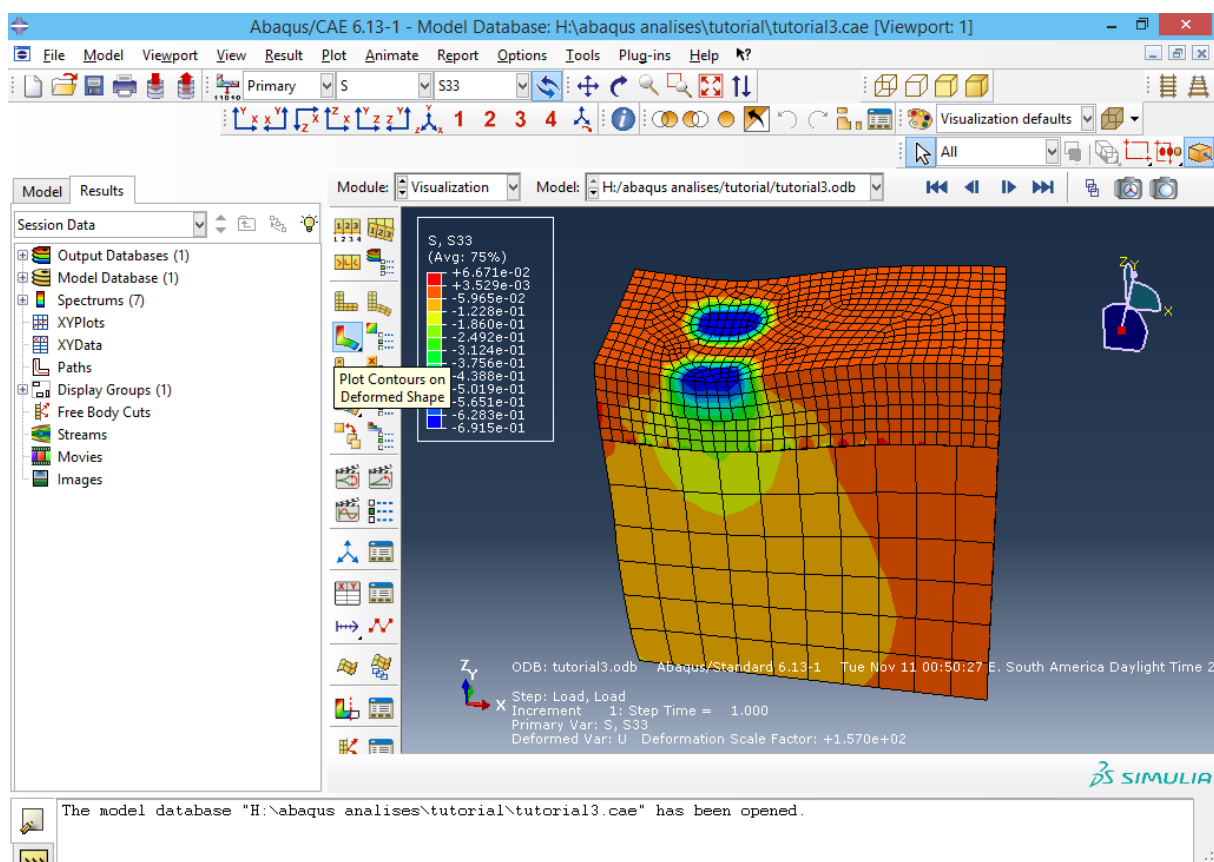 Abaqus/CAE 6.13-1 - Model Database: H:\abaqus analises\tutorial\tutorial3.cae [Viewport: 1]
File Model Viewport View Result Plot Animate Report Options Tools Plug-ins Help
Primary S S33
1 2 3 4 Visualization defaults
All
Model Results
Module: Visualization Model: H:/abaqus analises/tutorial/tutorial3.odb
Session Data
Output Databases (1)
Model Database (1)
Spectrums (7)
XYPlots
XYData
Paths
Display Groups (1)
Free Body Cuts
Streams
Movies
Images
Plot Contours on
Deformed Shape
S, S33
(Avg: 75%)
+6.671e-02
+3.529e-03
-5.965e-02
-1.228e-01
-1.860e-01
-2.492e-01
-3.124e-01
-3.756e-01
-4.388e-01
-5.019e-01
-5.651e-01
-6.283e-01
-6.915e-01
Z Y
X
Z
Y
X
ODB: tutorial3.odb Abaqus/Standard 6.13-1 Tue Nov 11 00:50:27 E. South America Daylight Time 2
Step: Load, Load
Increment 1: Step Time = 1.000
Primary Var: S, S33
Deformed Var: U Deformation Scale Factor: +1.570e+02
SIMULIA
The model database "H:\abaqus analises\tutorial\tutorial3.cae" has been opened.
>>>